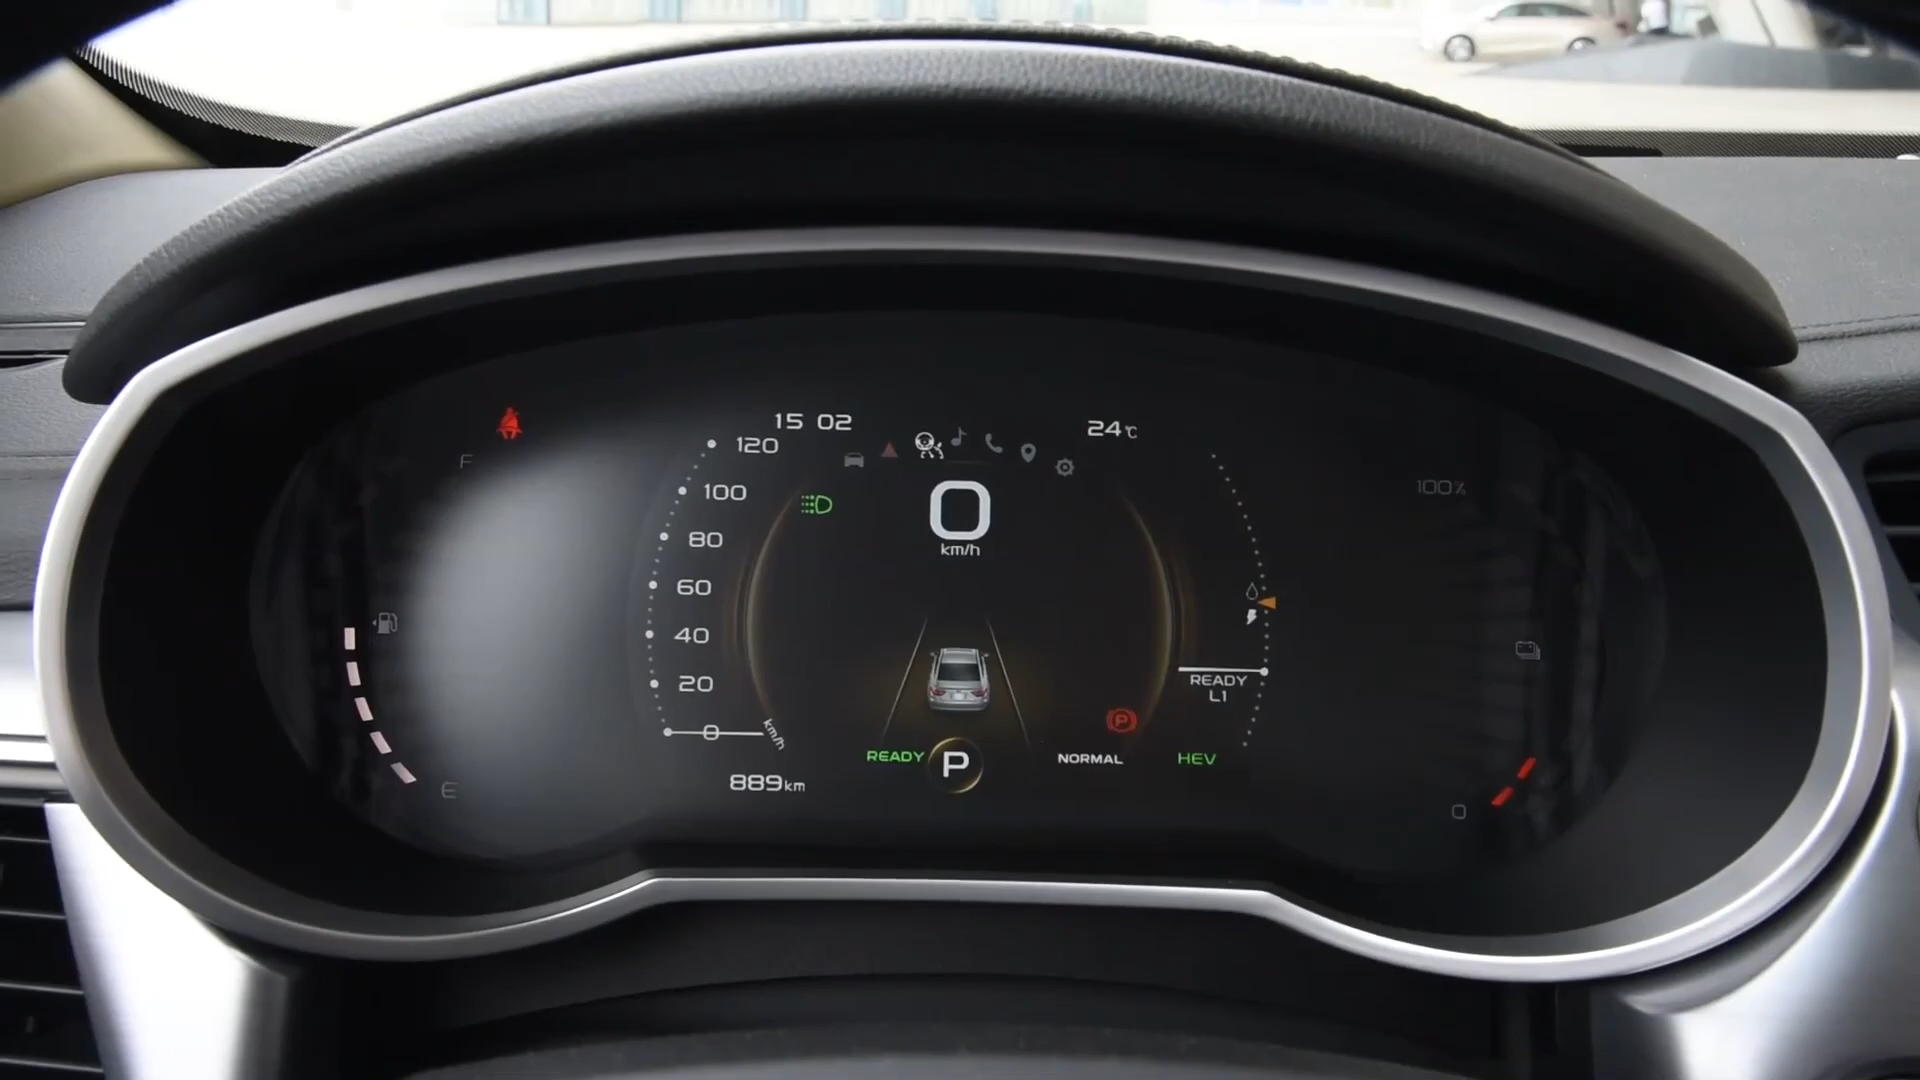 15 02
24℃
F
120
100
80
60
40
20
0
km/h
0
km/h
100%
READY
L1
READY
P
NORMAL
P
HEV
889km
E
0